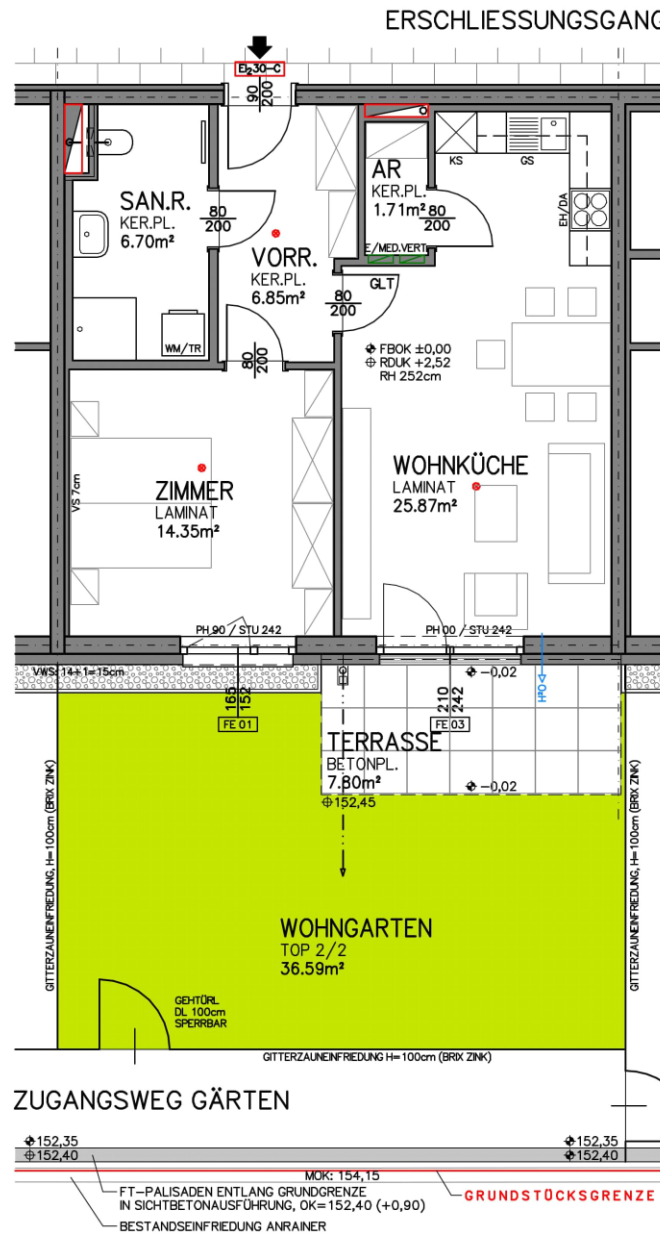 ERSCHLIESSUNGSGANG
EI₂30-C
90
200
SAN.R.
KER.PL.
6.70m²
80
200
VORR.
KER.PL.
6.85m²
AR
KER.PL.
1.71m²
80
200
KS
GS
EH/DA
E/MED.VERT.
GLT
80
200
WM/TR
80
200
FBOK ±0,00
RDUK +2,52
RH 252cm
VS 7cm
ZIMMER
LAMINAT
14.35m²
WOHNKÜCHE
LAMINAT
25.87m²
PH 90 / STU 242
PH 00 / STU 242
VWS: 14+1=15cm
165
152
FE 01
210
242
FE 03
-0,02
H²O
TERRASSE
BETONPL.
7.80m²
-0,02
152,45
GITTERZAUNEINFRIEDUNG, H=100cm (BRIX ZINK)
GITTERZAUNEINFRIEDUNG, H=100cm (BRIX ZINK)
WOHNGARTEN
TOP 2/2
36.59m²
GEHTÜRL
DL 100cm
SPERRBAR
GITTERZAUNEINFRIEDUNG H=100cm (BRIX ZINK)
ZUGANGSWEG GÄRTEN
152,35
152,40
152,35
152,40
MOK: 154,15
FT-PALISADEN ENTLANG GRUNDGRENZE
IN SICHTBETONAUSFÜHRUNG, OK=152,40 (+0,90)
GRUNDSTÜCKSGRENZE
BESTANDSEINFRIEDUNG ANRAINER